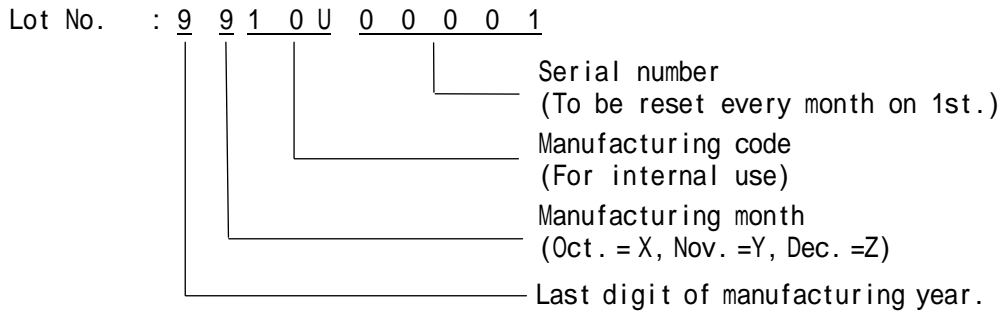 Lot No. : 9 9 1 0 U 0 0 0 0 1
Serial number
(To be reset every month on 1st.)
Manufacturing code
(For internal use)
Manufacturing month
(Oct. = X, Nov. =Y, Dec. =Z)
Last digit of manufacturing year.